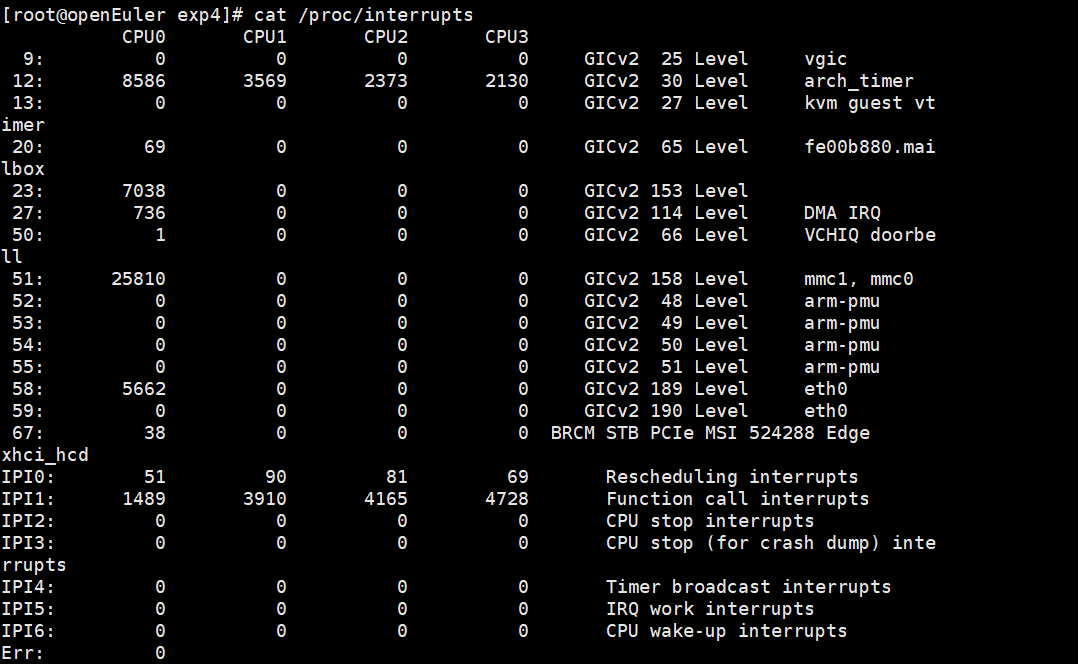 [root@openEuler exp4]# cat /proc/interrupts
           CPU0       CPU1       CPU2       CPU3
  9:          0          0          0          0     GICv2  25 Level     vgic
 12:       8586       3569       2373       2130     GICv2  30 Level     arch_timer
 13:          0          0          0          0     GICv2  27 Level     kvm guest vt
imer
 20:         69          0          0          0     GICv2  65 Level     fe00b880.mai
lbox
 23:       7038          0          0          0     GICv2 153 Level
 27:        736          0          0          0     GICv2 114 Level     DMA IRQ
 50:          1          0          0          0     GICv2  66 Level     VCHIQ doorbe
ll
 51:      25810          0          0          0     GICv2 158 Level     mmc1, mmc0
 52:          0          0          0          0     GICv2  48 Level     arm-pmu
 53:          0          0          0          0     GICv2  49 Level     arm-pmu
 54:          0          0          0          0     GICv2  50 Level     arm-pmu
 55:          0          0          0          0     GICv2  51 Level     arm-pmu
 58:       5662          0          0          0     GICv2 189 Level     eth0
 59:          0          0          0          0     GICv2 190 Level     eth0
 67:         38          0          0          0  BRCM STB PCIe MSI 524288 Edge
xhci_hcd
IPI0:        51         90         81         69       Rescheduling interrupts
IPI1:      1489       3910       4165       4728       Function call interrupts
IPI2:         0          0          0          0       CPU stop interrupts
IPI3:         0          0          0          0       CPU stop (for crash dump) inte
rrupts
IPI4:         0          0          0          0       Timer broadcast interrupts
IPI5:         0          0          0          0       IRQ work interrupts
IPI6:         0          0          0          0       CPU wake-up interrupts
Err:          0